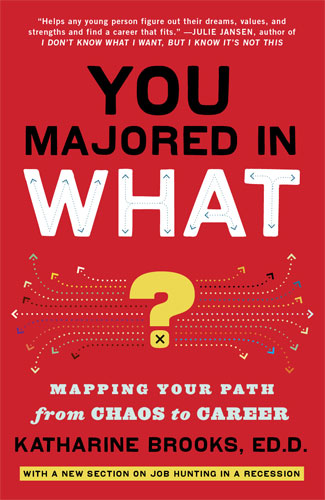 "Helps any young person figure out their dreams, values, and
strengths and find a career that fits." —JULIE JANSEN, author of
I DON'T KNOW WHAT I WANT, BUT I KNOW IT'S NOT THIS
YOU
MAJORED IN
WHAT
?
MAPPING YOUR PATH
from CHAOS to CAREER
KATHARINE BROOKS, ED.D.
WITH A NEW SECTION ON JOB HUNTING IN A RECESSION